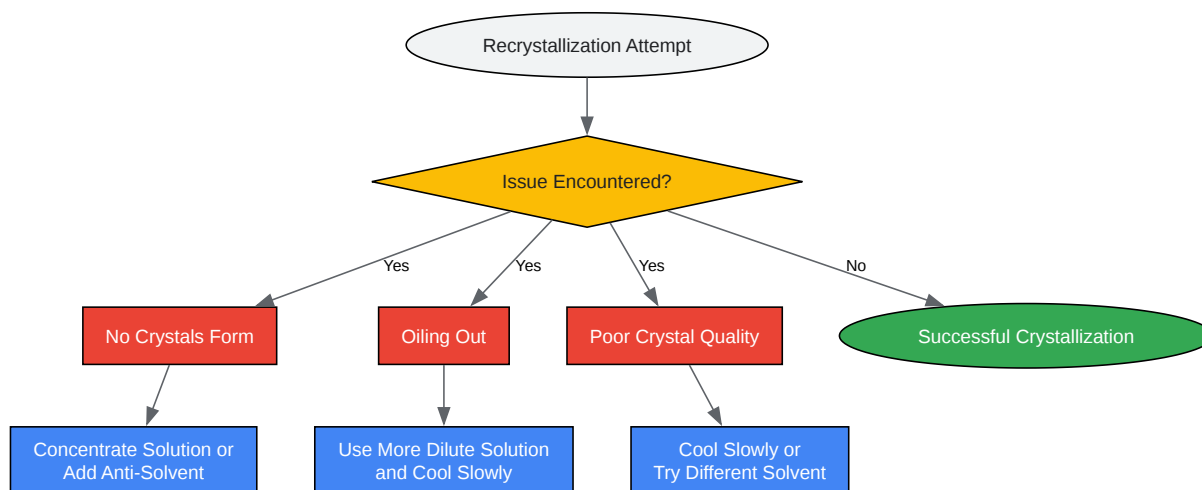 Recrystallization Attempt
Issue Encountered?
Yes
Yes
Yes
No
No Crystals Form
Oiling Out
Poor Crystal Quality
Successful Crystallization
Concentrate Solution or
Add Anti-Solvent
Use More Dilute Solution
and Cool Slowly
Cool Slowly or
Try Different Solvent